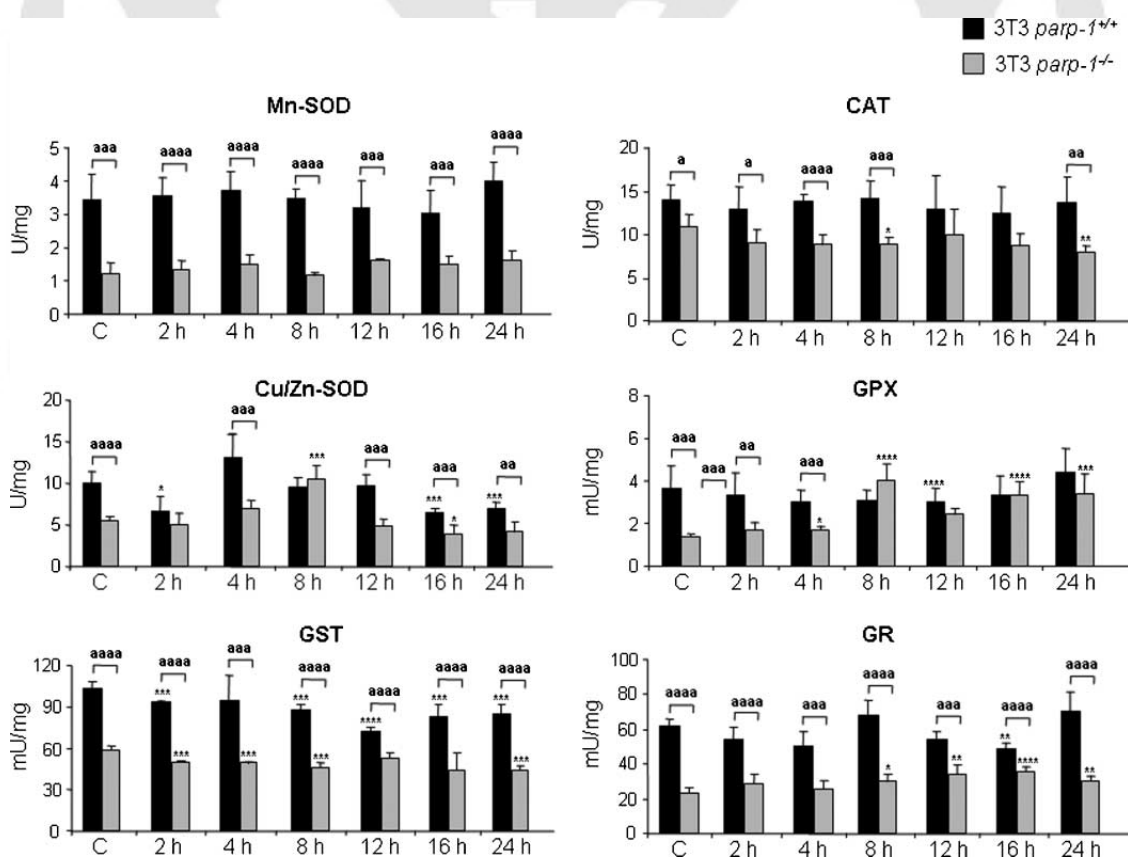 3T3 parp-1+/+
3T3 parp-1-/-
Mn-SOD
aaa aaaa aaaa aaaa aaa aaa aaaa
U/mg
5
4
3
2
1
0
C 2 h 4 h 8 h 12 h 16 h 24 h
CAT
a a aaaa aaa aa
* **
U/mg
20
15
10
5
0
C 2 h 4 h 8 h 12 h 16 h 24 h
Cu/Zn-SOD
aaaa aaa aaa aaa aa
* *** *** * ***
U/mg
20
15
10
5
0
C 2 h 4 h 8 h 12 h 16 h 24 h
GPX
aaa aaa aa aaa
* **** **** **** ***
mU/mg
8
6
4
2
0
C 2 h 4 h 8 h 12 h 16 h 24 h
GST
aaaa aaaa aaa aaaa aaaa aaaa aaaa
*** *** *** *** *** **** *** *** ***
mU/mg
120
90
60
30
0
C 2 h 4 h 8 h 12 h 16 h 24 h
GR
aaaa aaaa aaa aaaa aaa aaaa aaaa
* ** ** **** **
mU/mg
100
80
60
40
20
0
C 2 h 4 h 8 h 12 h 16 h 24 h